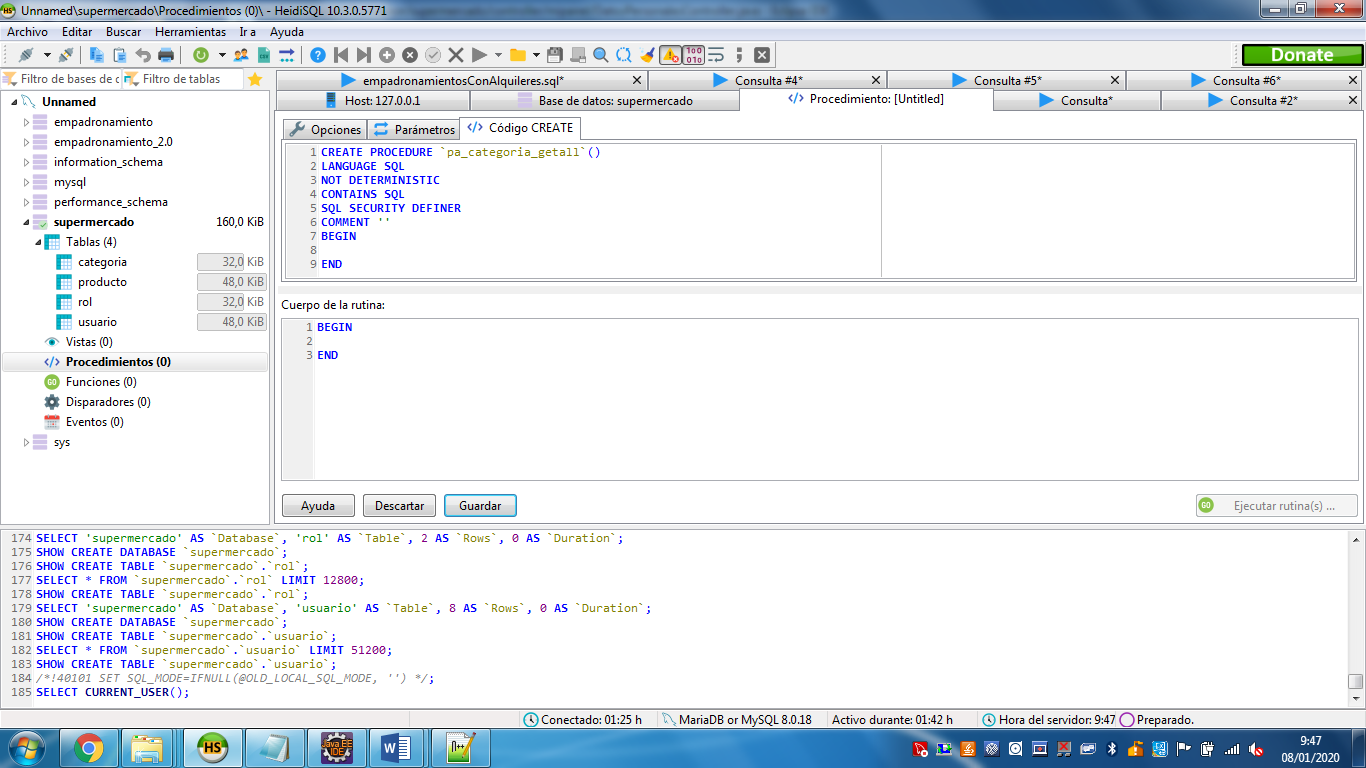 Unnamed\supermercado\Procedimientos (0)\ - HeidiSQL 10.3.0.5771
Archivo Editar Buscar Herramientas Ir a Ayuda
Donate
Filtro de bases de c
Filtro de tablas
empadronamientosConAlquileres.sql*
Consulta #4*
Consulta #5*
Consulta #6*
Host: 127.0.0.1
Base de datos: supermercado
Procedimiento: [Untitled]
Consulta*
Consulta #2*
Unnamed
empadronamiento
empadronamiento_2.0
information_schema
mysql
performance_schema
supermercado 160,0 KiB
Tablas (4)
categoria 32,0 KiB
producto 48,0 KiB
rol 32,0 KiB
usuario 48,0 KiB
Vistas (0)
Procedimientos (0)
Funciones (0)
Disparadores (0)
Eventos (0)
sys
Opciones Parámetros Código CREATE
1 CREATE PROCEDURE `pa_categoria_getall`()
2 LANGUAGE SQL
3 NOT DETERMINISTIC
4 CONTAINS SQL
5 SQL SECURITY DEFINER
6 COMMENT ''
7 BEGIN
8
9 END
Cuerpo de la rutina:
1 BEGIN
2
3 END
Ayuda Descartar Guardar
Ejecutar rutina(s) ...
174 SELECT 'supermercado' AS `Database`, 'rol' AS `Table`, 2 AS `Rows`, 0 AS `Duration`;
175 SHOW CREATE DATABASE `supermercado`;
176 SHOW CREATE TABLE `supermercado`.`rol`;
177 SELECT * FROM `supermercado`.`rol` LIMIT 12800;
178 SHOW CREATE TABLE `supermercado`.`rol`;
179 SELECT 'supermercado' AS `Database`, 'usuario' AS `Table`, 8 AS `Rows`, 0 AS `Duration`;
180 SHOW CREATE DATABASE `supermercado`;
181 SHOW CREATE TABLE `supermercado`.`usuario`;
182 SELECT * FROM `supermercado`.`usuario` LIMIT 51200;
183 SHOW CREATE TABLE `supermercado`.`usuario`;
184 /*!40101 SET SQL_MODE=IFNULL(@OLD_LOCAL_SQL_MODE, '') */;
185 SELECT CURRENT_USER();
Conectado: 01:25 h
MariaDB or MySQL 8.0.18
Activo durante: 01:42 h
Hora del servidor: 9:47
Preparado.
HS
Java EE
IDE
9:47
08/01/2020